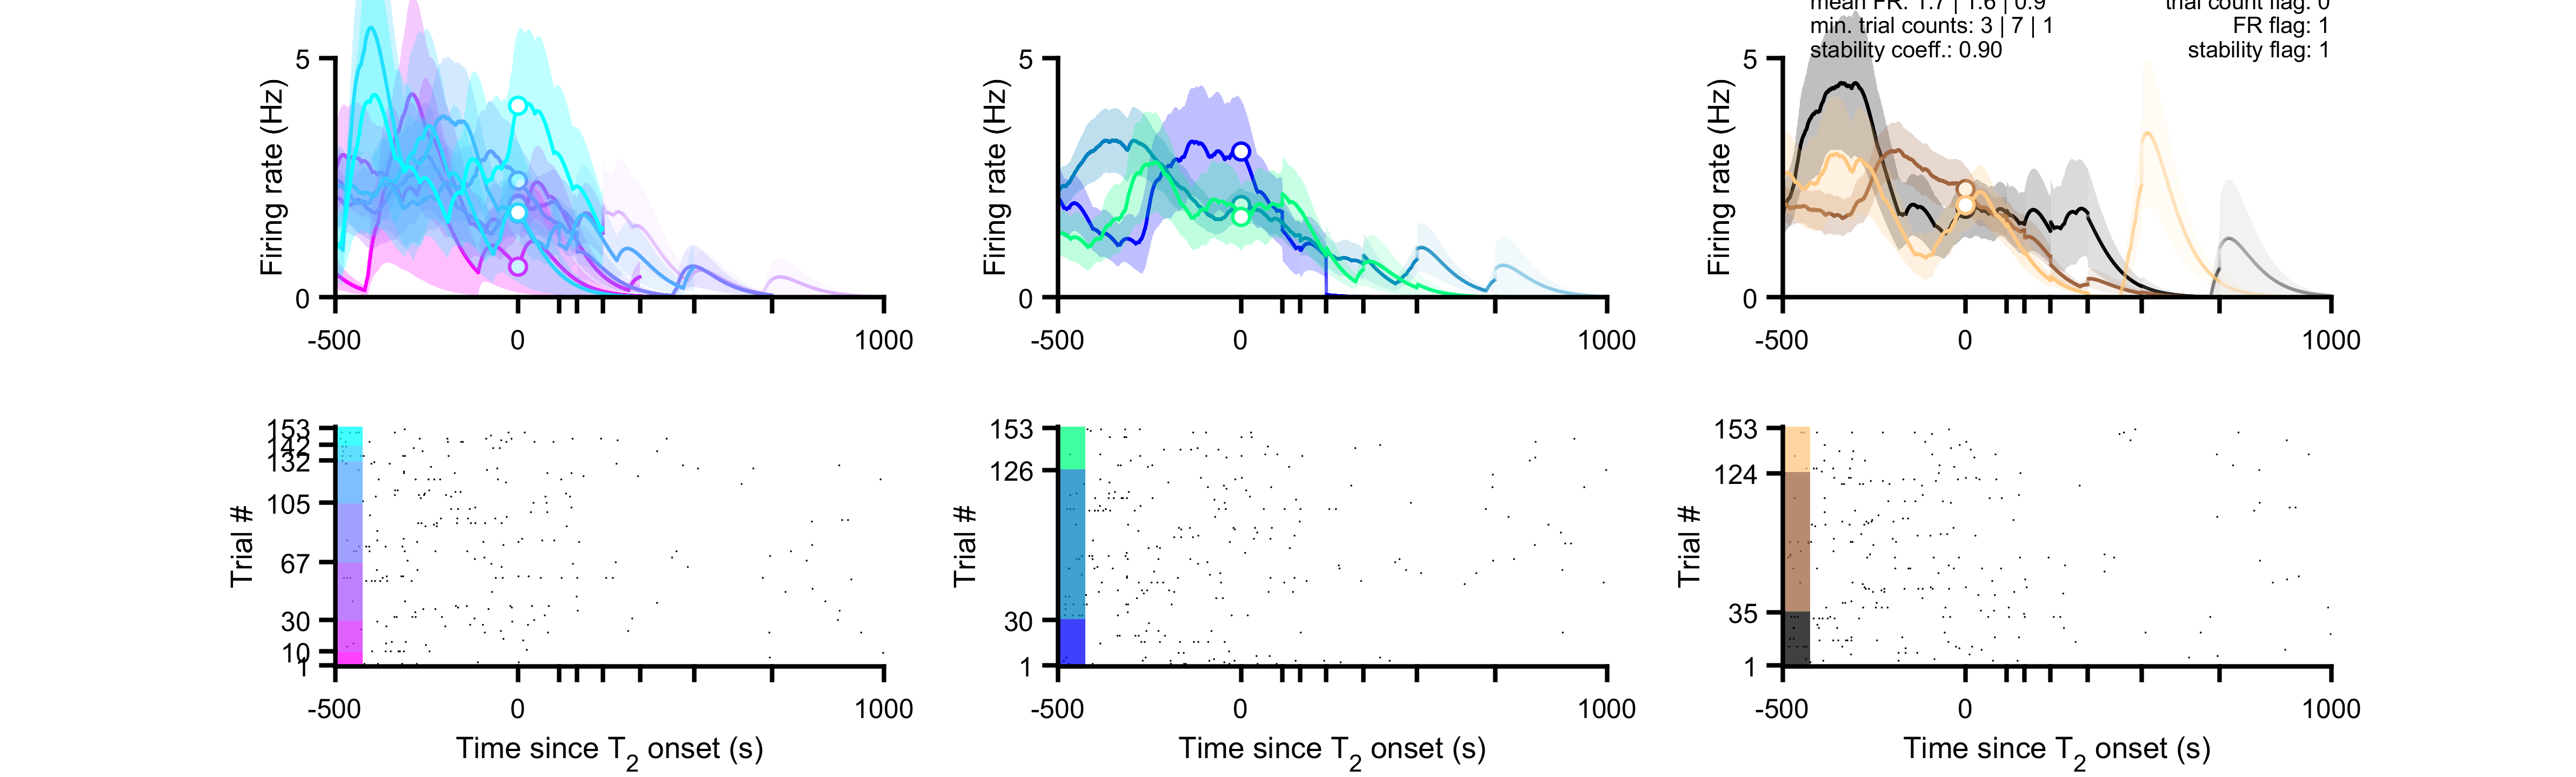 mean FR: 1.7 | 1.6 | 0.9
trial count flag: 0
min. trial counts: 3 | 7 | 1
FR flag: 1
stability coeff.: 0.90
stability flag: 1
5
0
Firing rate (Hz)
-500
0
1000
5
0
Firing rate (Hz)
-500
0
1000
5
0
Firing rate (Hz)
-500
0
1000
153
142
132
105
67
30
10
1
Trial #
-500
0
1000
Time since T2 onset (s)
153
126
30
1
Trial #
-500
0
1000
Time since T2 onset (s)
153
124
35
1
Trial #
-500
0
1000
Time since T2 onset (s)